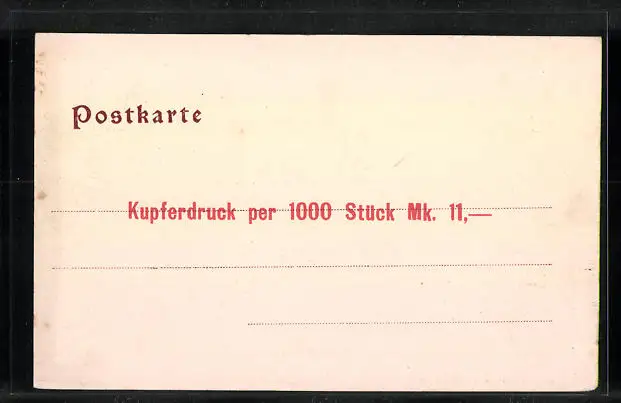 Postkarte
Kupferdruck per 1000 Stück Mk. 11,—